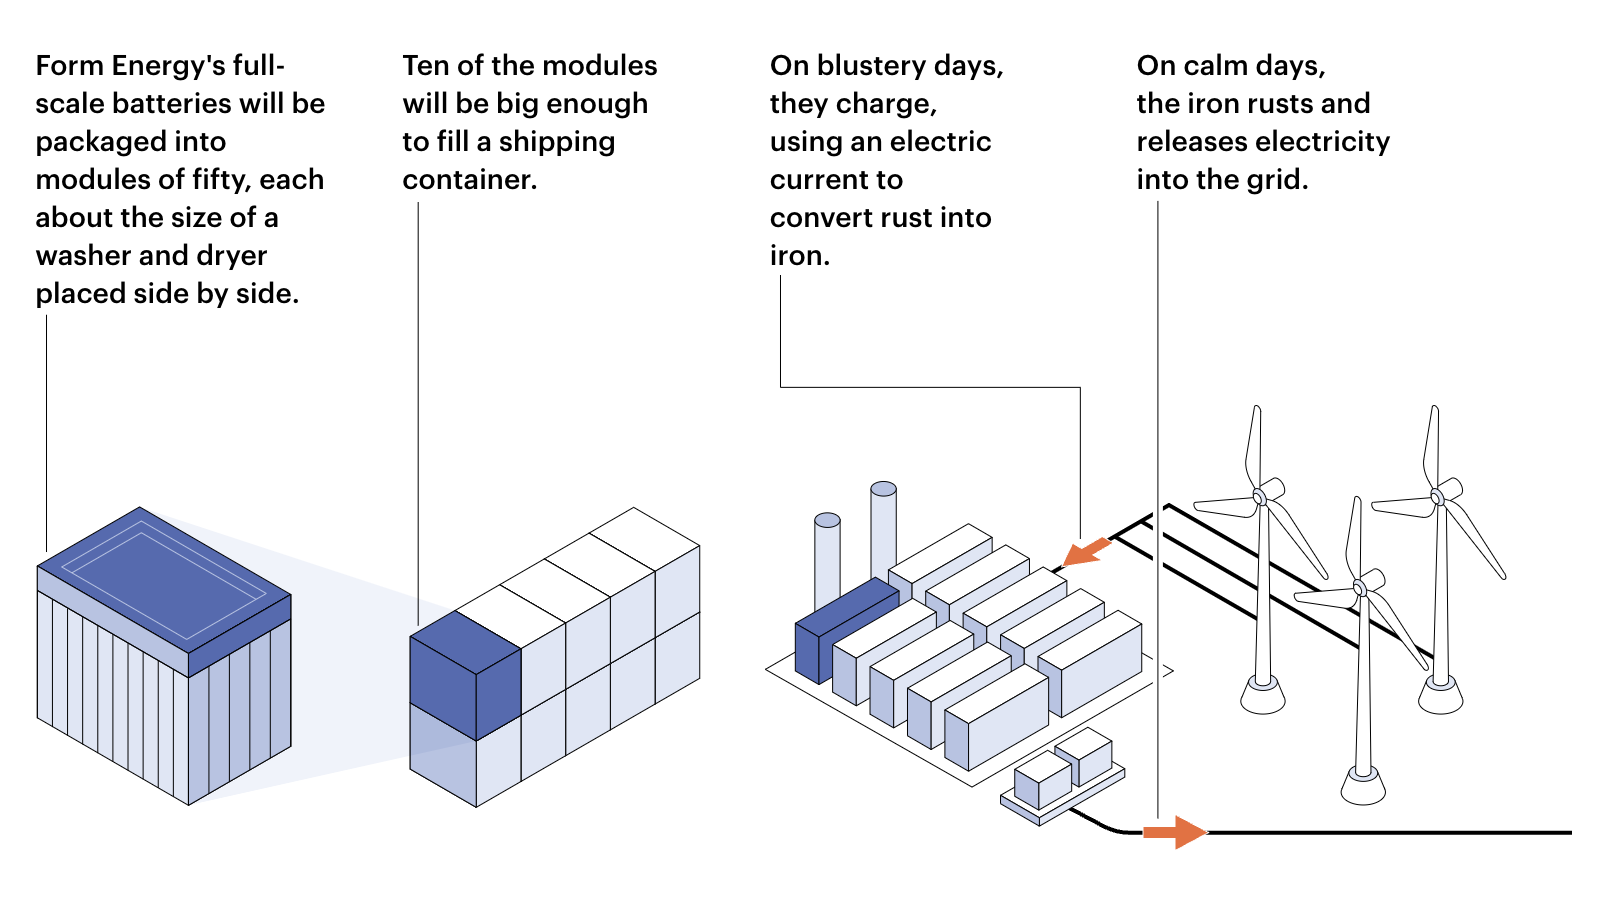 Form Energy's full-
scale batteries will be
packaged into
modules of fifty, each
about the size of a
washer and dryer
placed side by side.
Ten of the modules
will be big enough
to fill a shipping
container.
On blustery days,
they charge,
using an electric
current to
convert rust into
iron.
On calm days,
the iron rusts and
releases electricity
into the grid.